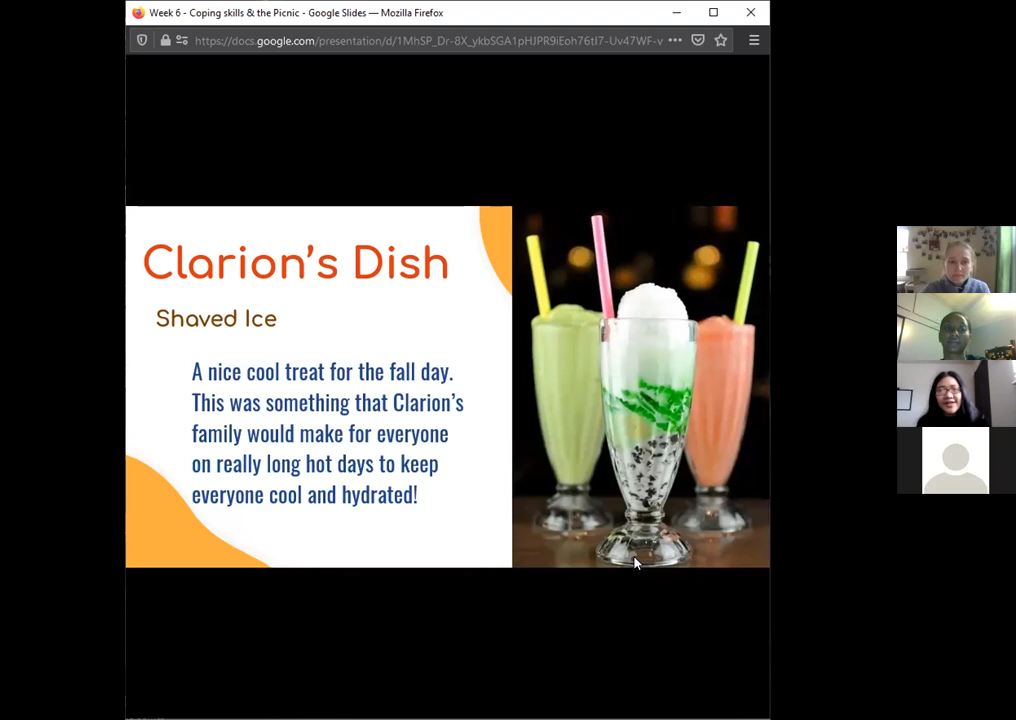 Week 6 - Coping skills & the Picnic - Google Slides — Mozilla Firefox
https://docs.google.com/presentation/d/1MhSP_Dr-8X_ykbSGA1pHJPR9iEoh76tI7-Uv47WF-v
Clarion's Dish
Shaved Ice
A nice cool treat for the fall day.
This was something that Clarion's
family would make for everyone
on really long hot days to keep
everyone cool and hydrated!